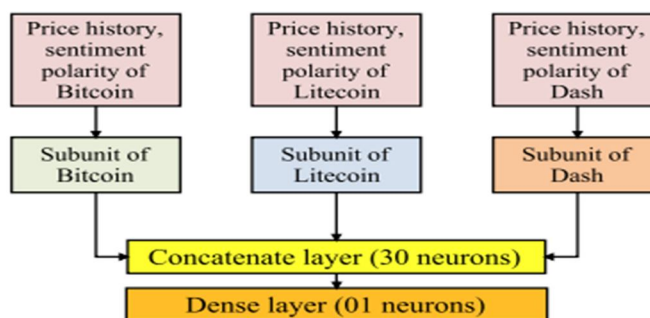 Price history,
sentiment
polarity of
Bitcoin
Price history,
sentiment
polarity of
Litecoin
Price history,
sentiment
polarity of
Dash
Subunit of
Bitcoin
Subunit of
Litecoin
Subunit of
Dash
Concatenate layer (30 neurons)
Dense layer (01 neurons)